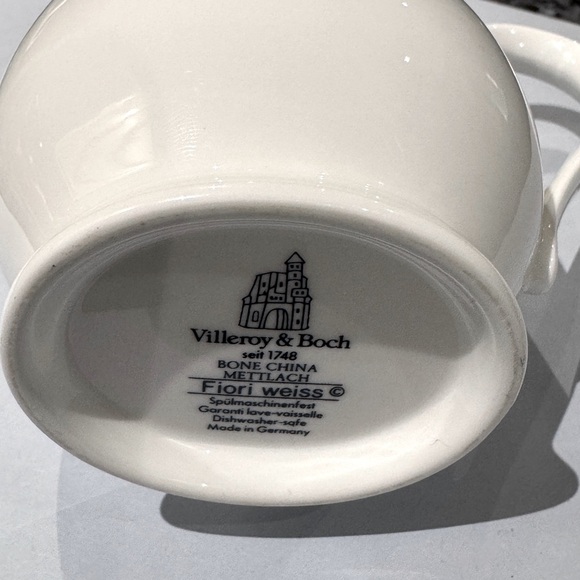 Villeroy & Boch
seit 1748
BONE CHINA
METTLACH
Fiori weiss ©
Spülmaschinenfest
Garanti lave-vaisselle
Dishwasher-safe
Made in Germany